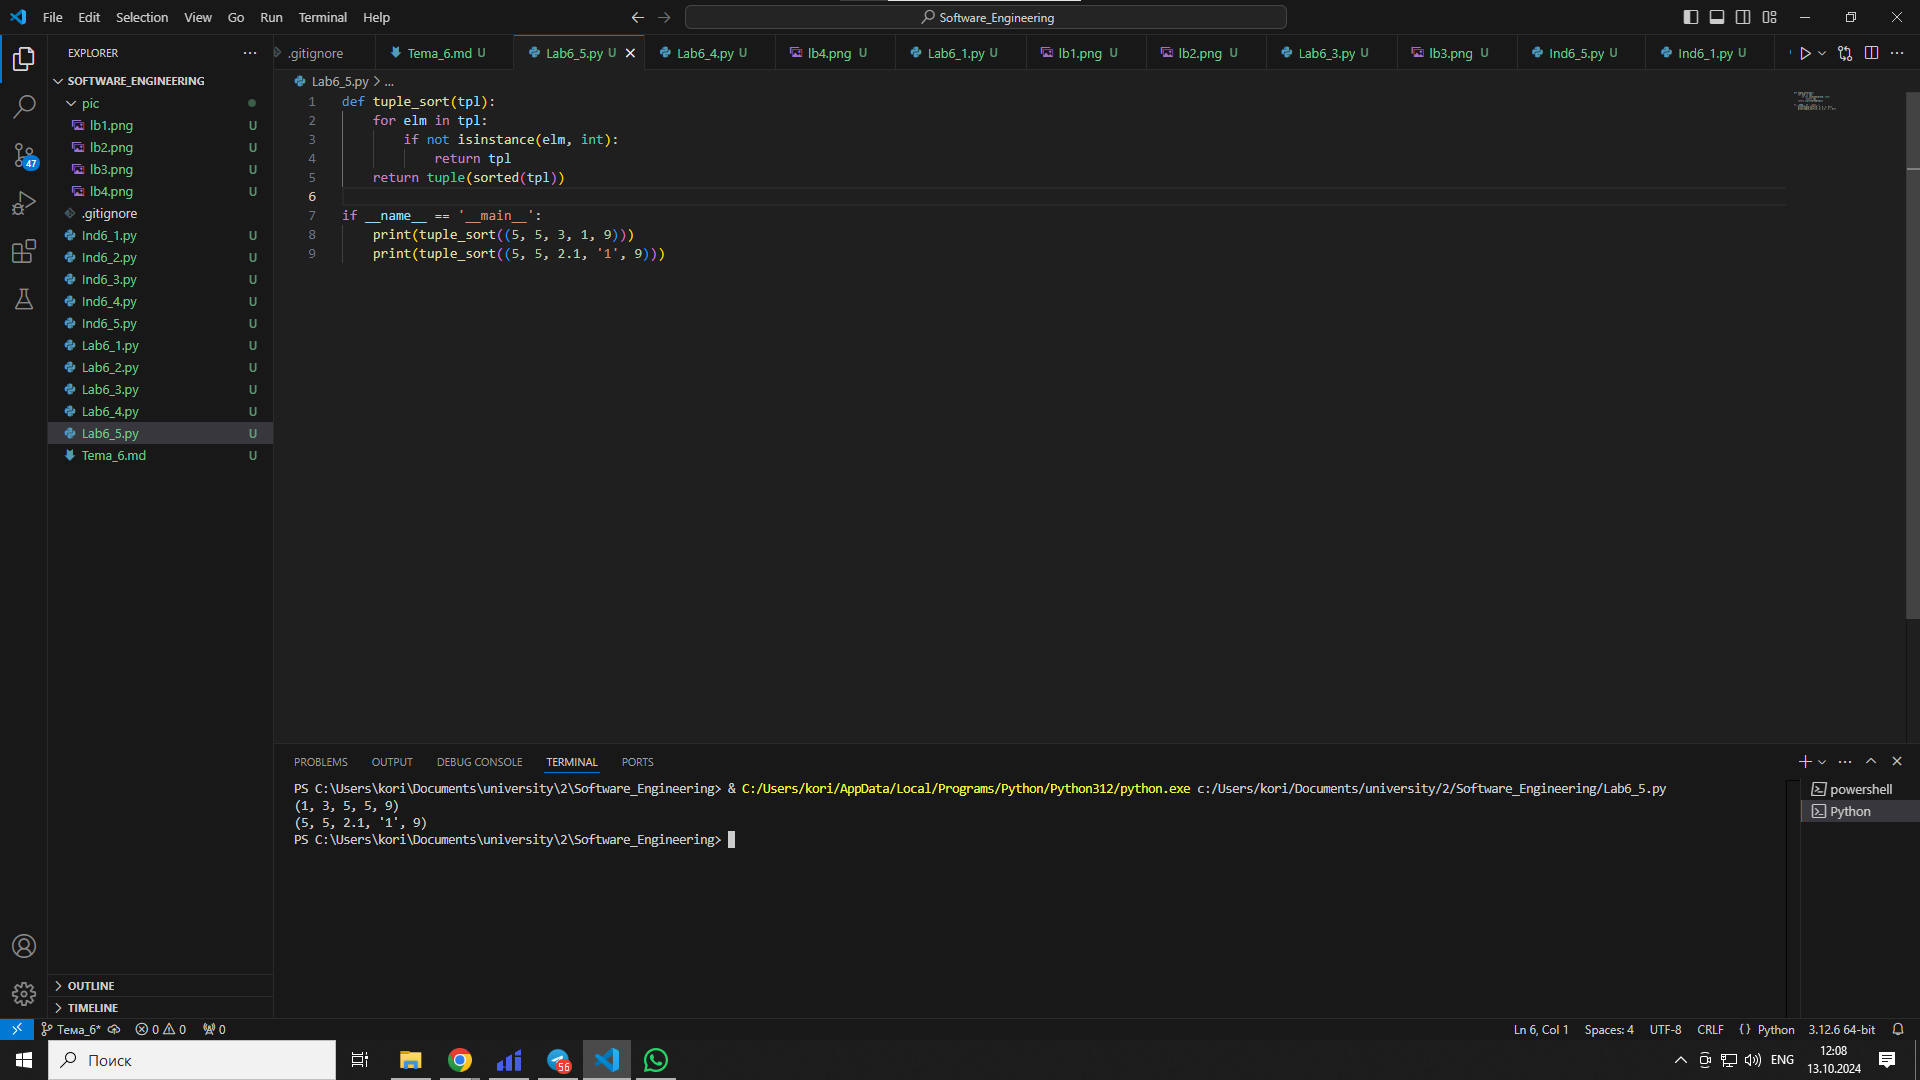 File Edit Selection View Go Run Terminal Help
Software_Engineering
EXPLORER
.gitignore
Tema_6.md U
Lab6_5.py U
Lab6_4.py U
lb4.png U
Lab6_1.py U
lb1.png U
lb2.png U
Lab6_3.py U
lb3.png U
Ind6_5.py U
Ind6_1.py U
SOFTWARE_ENGINEERING
pic
lb1.png U
lb2.png U
lb3.png U
lb4.png U
.gitignore
Ind6_1.py U
Ind6_2.py U
Ind6_3.py U
Ind6_4.py U
Ind6_5.py U
Lab6_1.py U
Lab6_2.py U
Lab6_3.py U
Lab6_4.py U
Lab6_5.py U
Tema_6.md U
47
OUTLINE
TIMELINE
Lab6_5.py > ...
1 def tuple_sort(tpl):
2     for elm in tpl:
3         if not isinstance(elm, int):
4             return tpl
5     return tuple(sorted(tpl))
6
7 if __name__ == '__main__':
8     print(tuple_sort((5, 5, 3, 1, 9)))
9     print(tuple_sort((5, 5, 2.1, '1', 9)))
PROBLEMS OUTPUT DEBUG CONSOLE TERMINAL PORTS
PS C:\Users\kori\Documents\university\2\Software_Engineering> & C:/Users/kori/AppData/Local/Programs/Python/Python312/python.exe c:/Users/kori/Documents/university/2/Software_Engineering/Lab6_5.py
(1, 3, 5, 5, 9)
(5, 5, 2.1, '1', 9)
PS C:\Users\kori\Documents\university\2\Software_Engineering>
powershell
Python
Тема_6* 0 0 0
Ln 6, Col 1 Spaces: 4 UTF-8 CRLF {} Python 3.12.6 64-bit
Поиск
56
ENG
12:08
13.10.2024